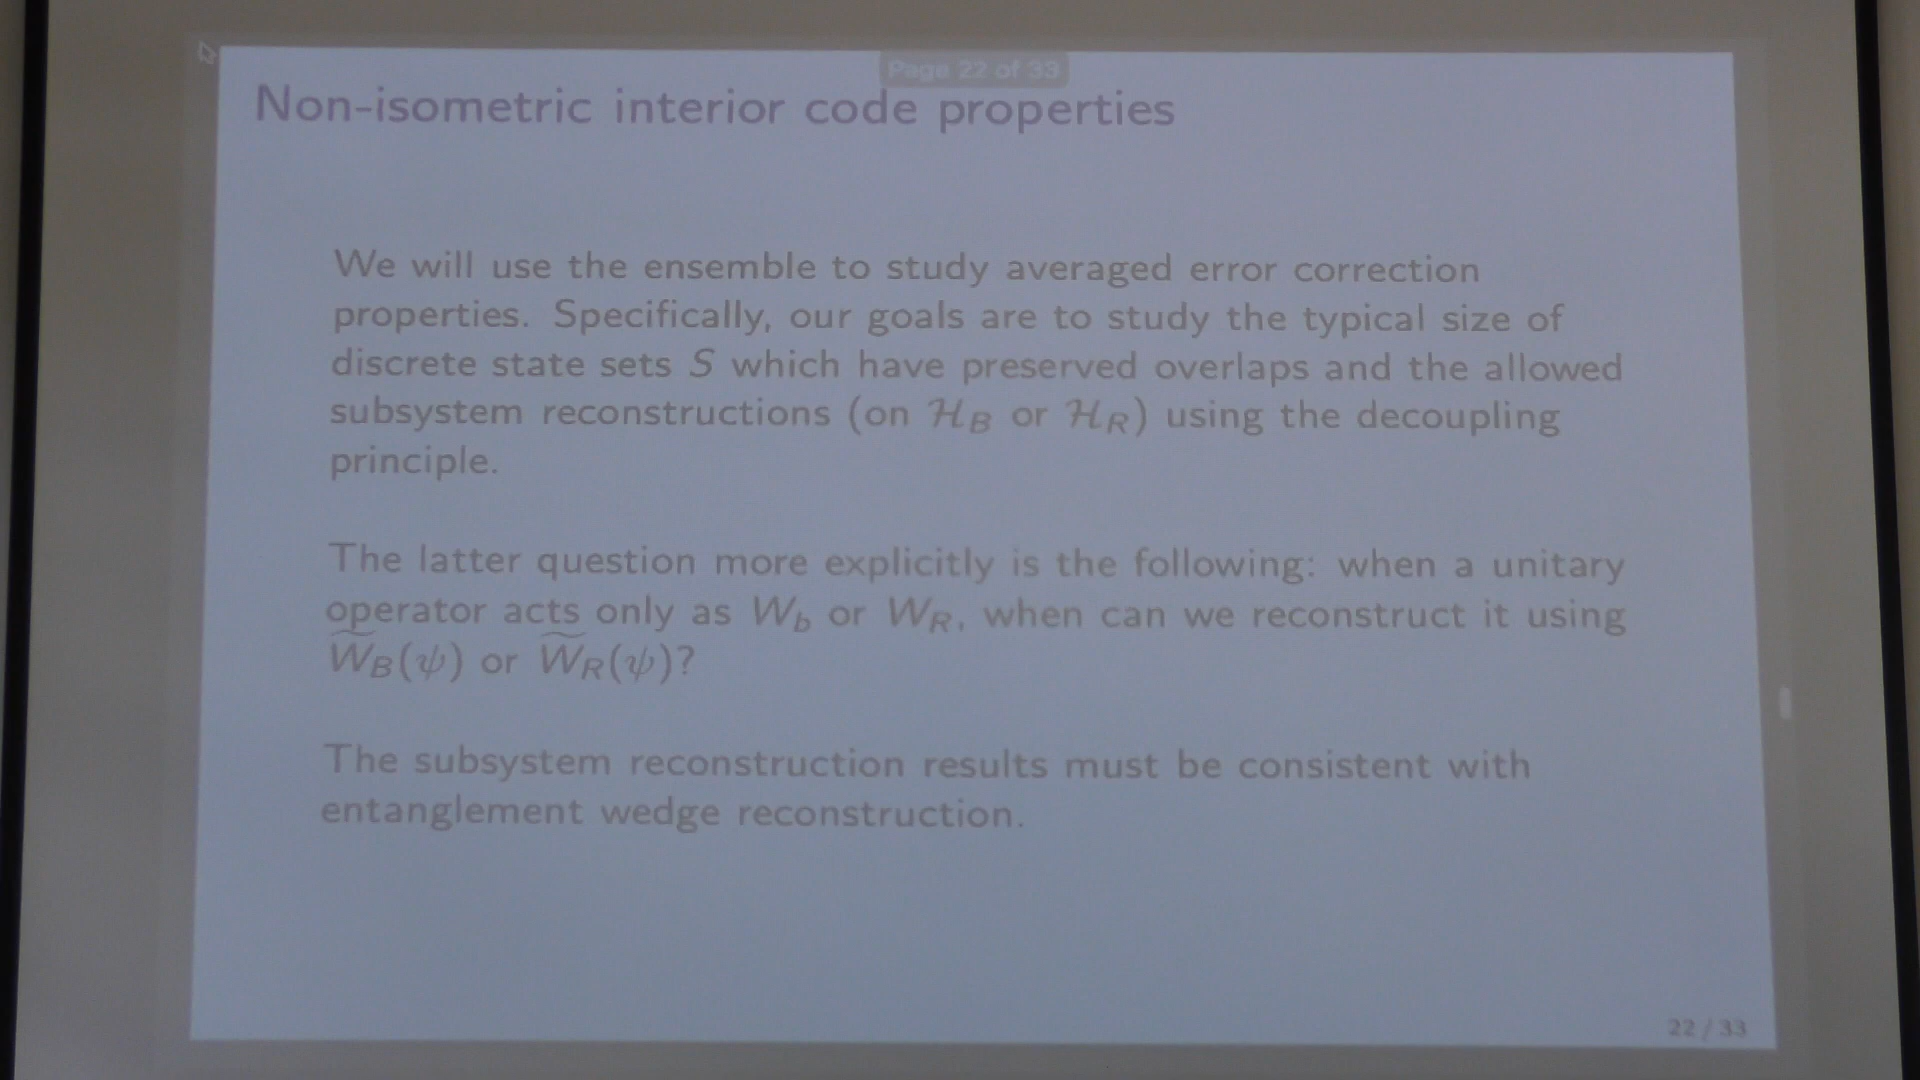 Page 22 of 33
Non-isometric interior code properties
We will use the ensemble to study averaged error correction
properties. Specifically, our goals are to study the typical size of
discrete state sets S which have preserved overlaps and the allowed
subsystem reconstructions (on ℋ_B or ℋ_R) using the decoupling
principle.
The latter question more explicitly is the following: when a unitary
operator acts only as W_b or W_R, when can we reconstruct it using
W̃_B(ψ) or W̃_R(ψ)?
The subsystem reconstruction results must be consistent with
entanglement wedge reconstruction.
22 / 33